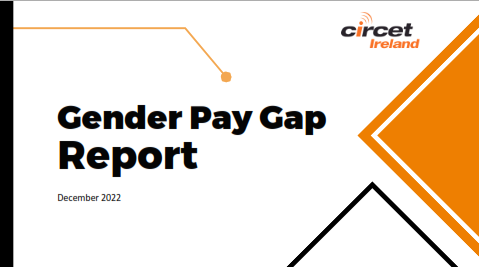 circet
Ireland
Gender Pay Gap
Report
December 2022